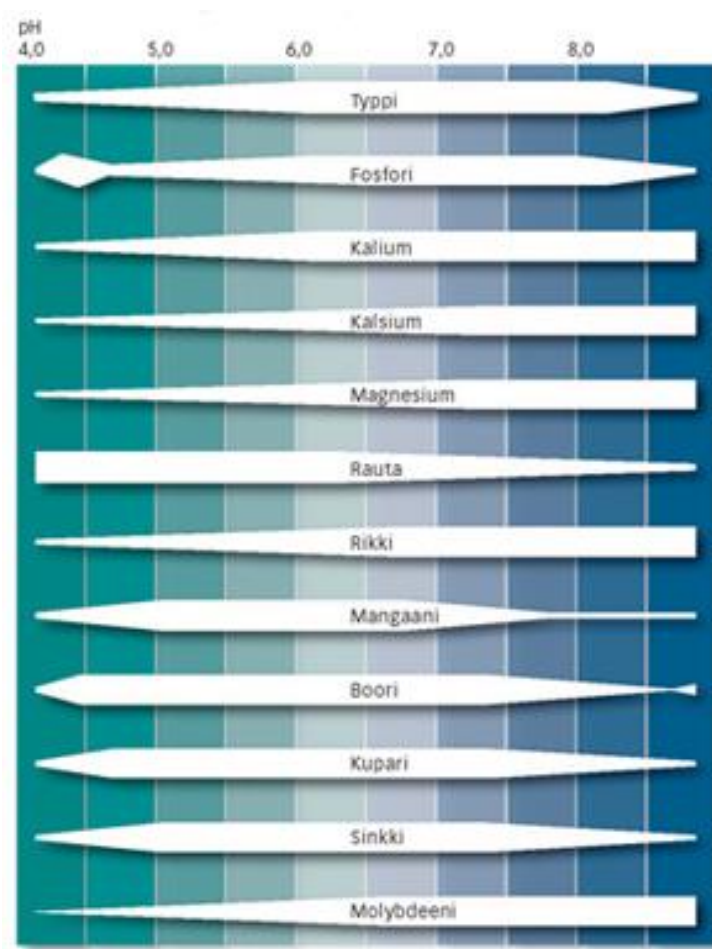 pH
4,0 5,0 6,0 7,0 8,0
Typpi
Fosfori
Kalium
Kalsium
Magnesium
Rauta
Rikki
Mangaani
Boori
Kupari
Sinkki
Molybdeeni